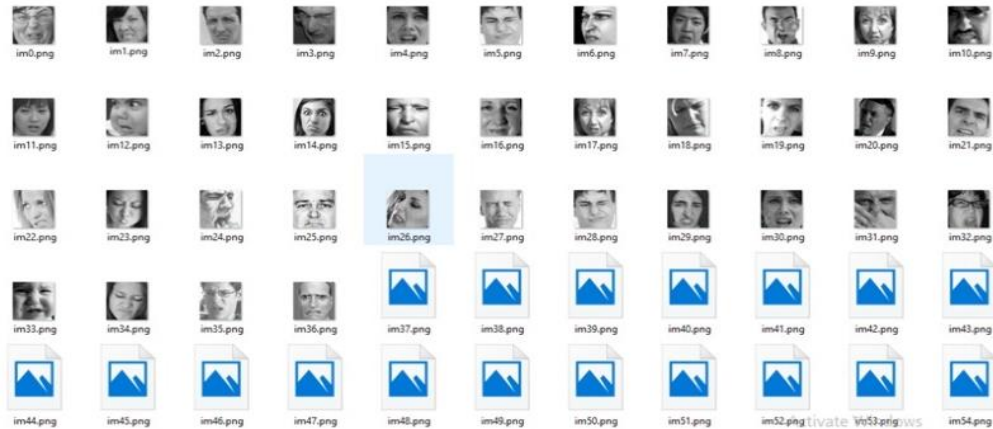 im0.png im1.png im2.png im3.png im4.png im5.png im6.png im7.png im8.png im9.png im10.png
im11.png im12.png im13.png im14.png im15.png im16.png im17.png im18.png im19.png im20.png im21.png
im22.png im23.png im24.png im25.png im26.png im27.png im28.png im29.png im30.png im31.png im32.png
im33.png im34.png im35.png im36.png im37.png im38.png im39.png im40.png im41.png im42.png im43.png
im44.png im45.png im46.png im47.png im48.png im49.png im50.png im51.png im52.png im53.png im54.png
Activate Windows